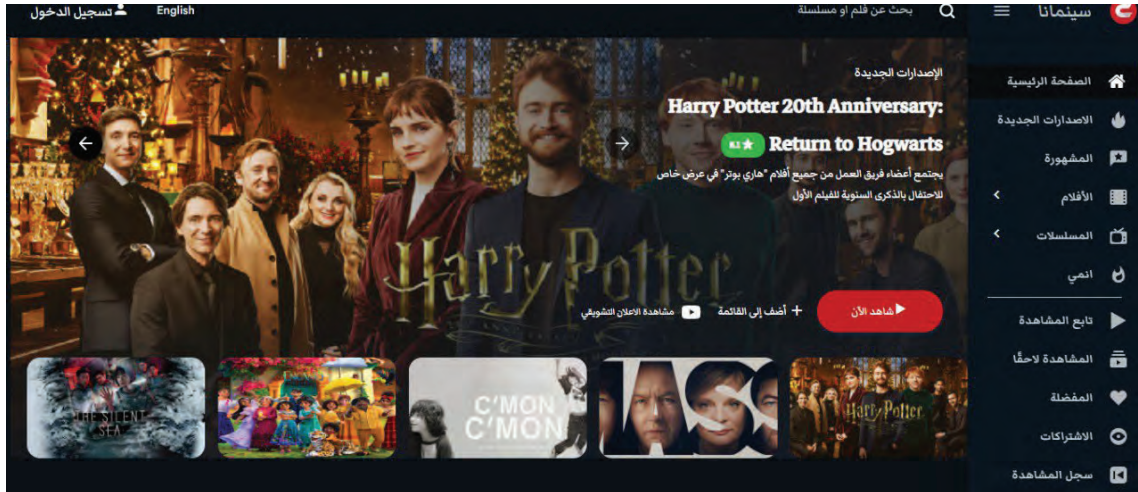 سينمانا
بحث عن فلم او مسلسلة
English
تسجيل الدخول
الصفحة الرئيسية
الاصدارات الجديدة
المشهورة
الأفلام
المسلسلات
انمي
تابع المشاهدة
المشاهدة لاحقًا
المفضلة
الاشتراكات
سجل المشاهدة
الإصدارات الجديدة
Harry Potter 20th Anniversary:
Return to Hogwarts
يجتمع أعضاء فريق العمل من جميع أفلام "هاري بوتر" في عرض خاص
للاحتفال بالذكرى السنوية للفيلم الأول
Harry Potter
شاهد الآن
+ أضف إلى القائمة
مشاهدة الاعلان التشويقي
Harry Potter
MASS
C'MON
C'MON
THE SILENT
SEA